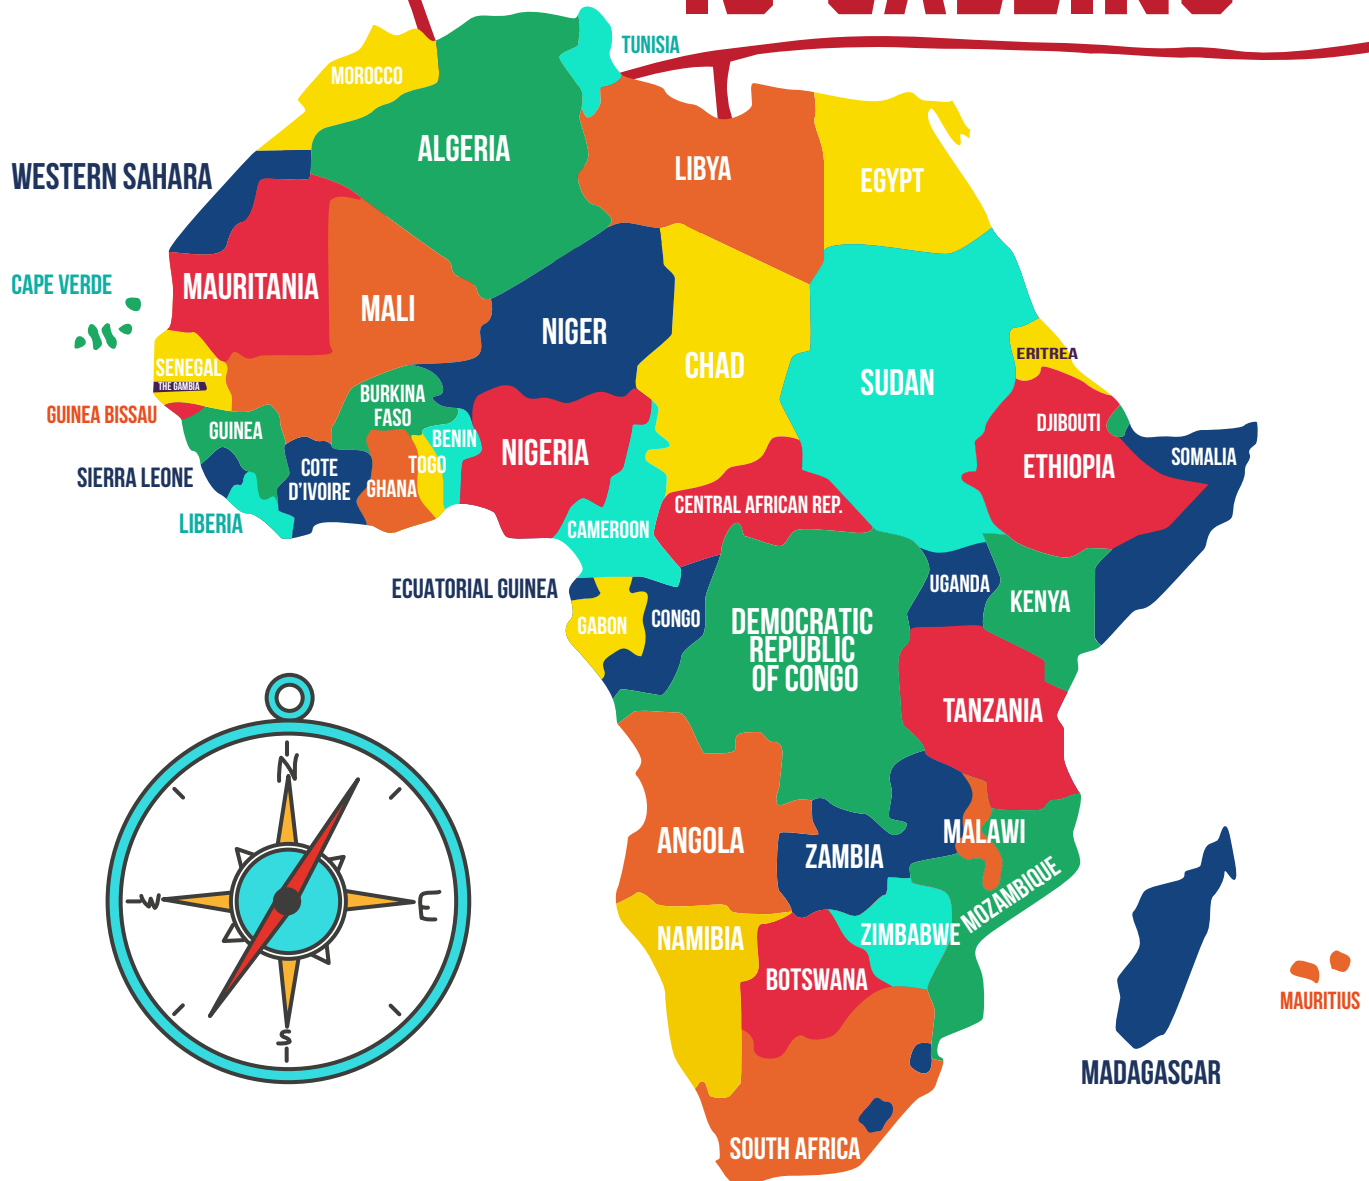 IS CALLING
TUNISIA
MOROCCO
ALGERIA
LIBYA
EGYPT
WESTERN SAHARA
CAPE VERDE
MAURITANIA
MALI
NIGER
CHAD
SUDAN
ERITREA
SENEGAL
THE GAMBIA
BURKINA
FASO
GUINEA BISSAU
GUINEA
BENIN
NIGERIA
DJIBOUTI
ETHIOPIA
SOMALIA
SIERRA LEONE
COTE
D'IVOIRE
TOGO
GHANA
LIBERIA
CENTRAL AFRICAN REP.
CAMEROON
ECUATORIAL GUINEA
UGANDA
KENYA
GABON
CONGO
DEMOCRATIC
REPUBLIC
OF CONGO
TANZANIA
N
W
E
S
ANGOLA
ZAMBIA
MALAWI
MOZAMBIQUE
NAMIBIA
ZIMBABWE
BOTSWANA
MAURITIUS
MADAGASCAR
SOUTH AFRICA